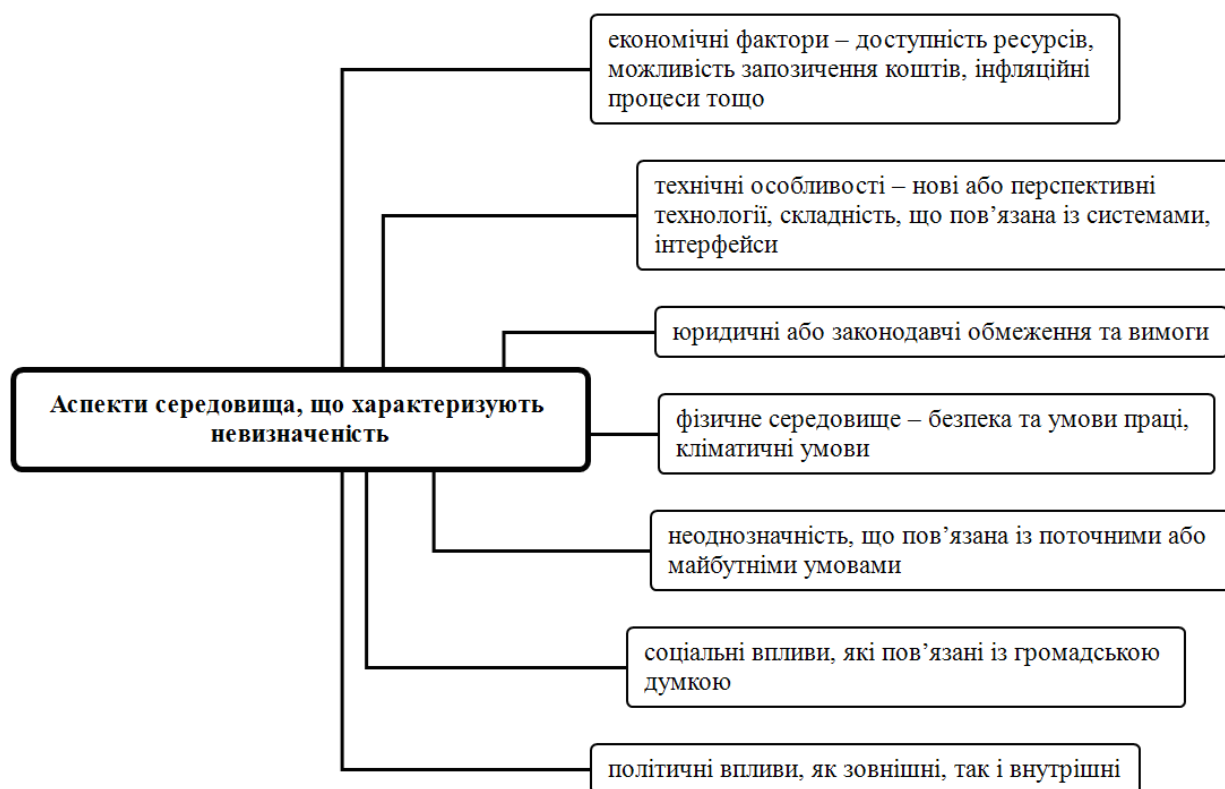 економічні фактори – доступність ресурсів,
можливість запозичення коштів, інфляційні
процеси тощо
технічні особливості – нові або перспективні
технології, складність, що пов’язана із системами,
інтерфейси
юридичні або законодавчі обмеження та вимоги
Аспекти середовища, що характеризують
невизначеність
фізичне середовище – безпека та умови праці,
кліматичні умови
неоднозначність, що пов’язана із поточними або
майбутніми умовами
соціальні впливи, які пов’язані із громадською
думкою
політичні впливи, як зовнішні, так і внутрішні